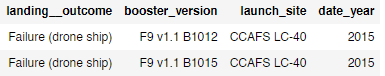 landing__outcome booster_version launch_site date_year
Failure (drone ship) F9 v1.1 B1012 CCAFS LC-40 2015
Failure (drone ship) F9 v1.1 B1015 CCAFS LC-40 2015